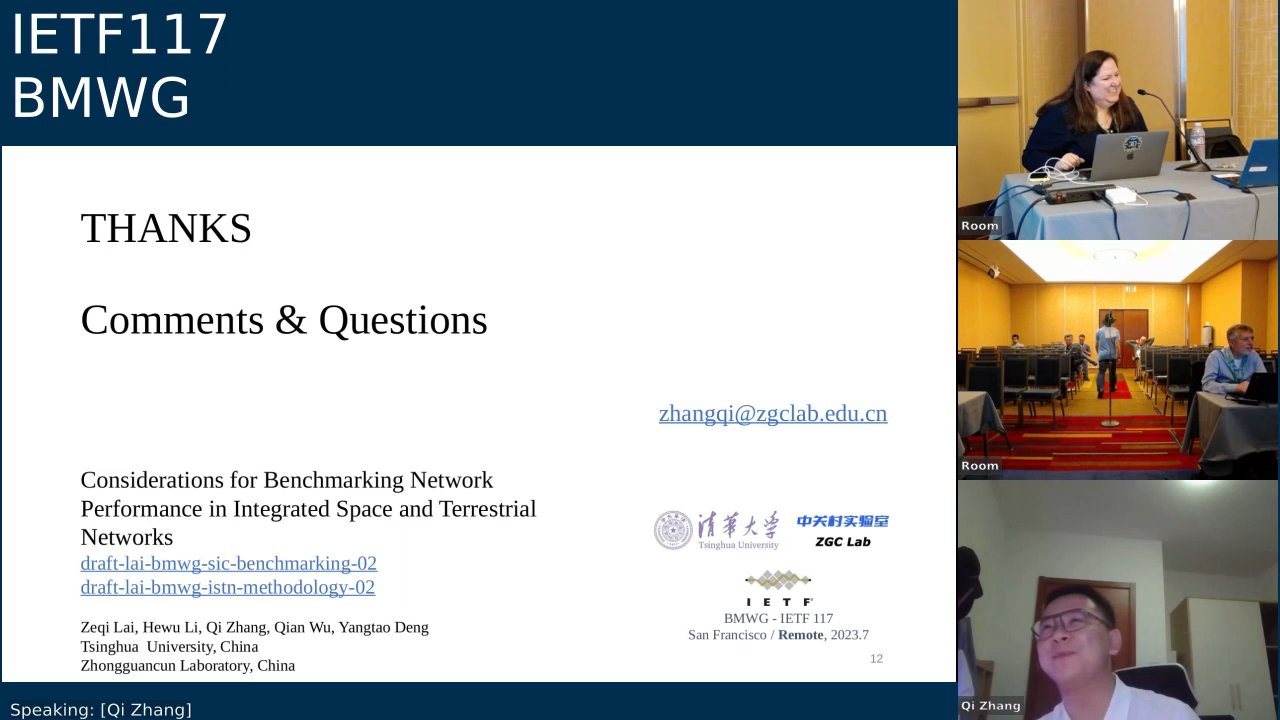 IETF117
BMWG
THANKS
Comments & Questions
zhangqi@zgclab.edu.cn
Considerations for Benchmarking Network
Performance in Integrated Space and Terrestrial
Networks
draft-lai-bmwg-sic-benchmarking-02
draft-lai-bmwg-istn-methodology-02
Zeqi Lai, Hewu Li, Qi Zhang, Qian Wu, Yangtao Deng
Tsinghua University, China
Zhongguancun Laboratory, China
清华大学
Tsinghua University
中关村实验室
ZGC Lab
I E T F
BMWG - IETF 117
San Francisco / Remote, 2023.7
12
Room
Room
Qi Zhang
Speaking: [Qi Zhang]